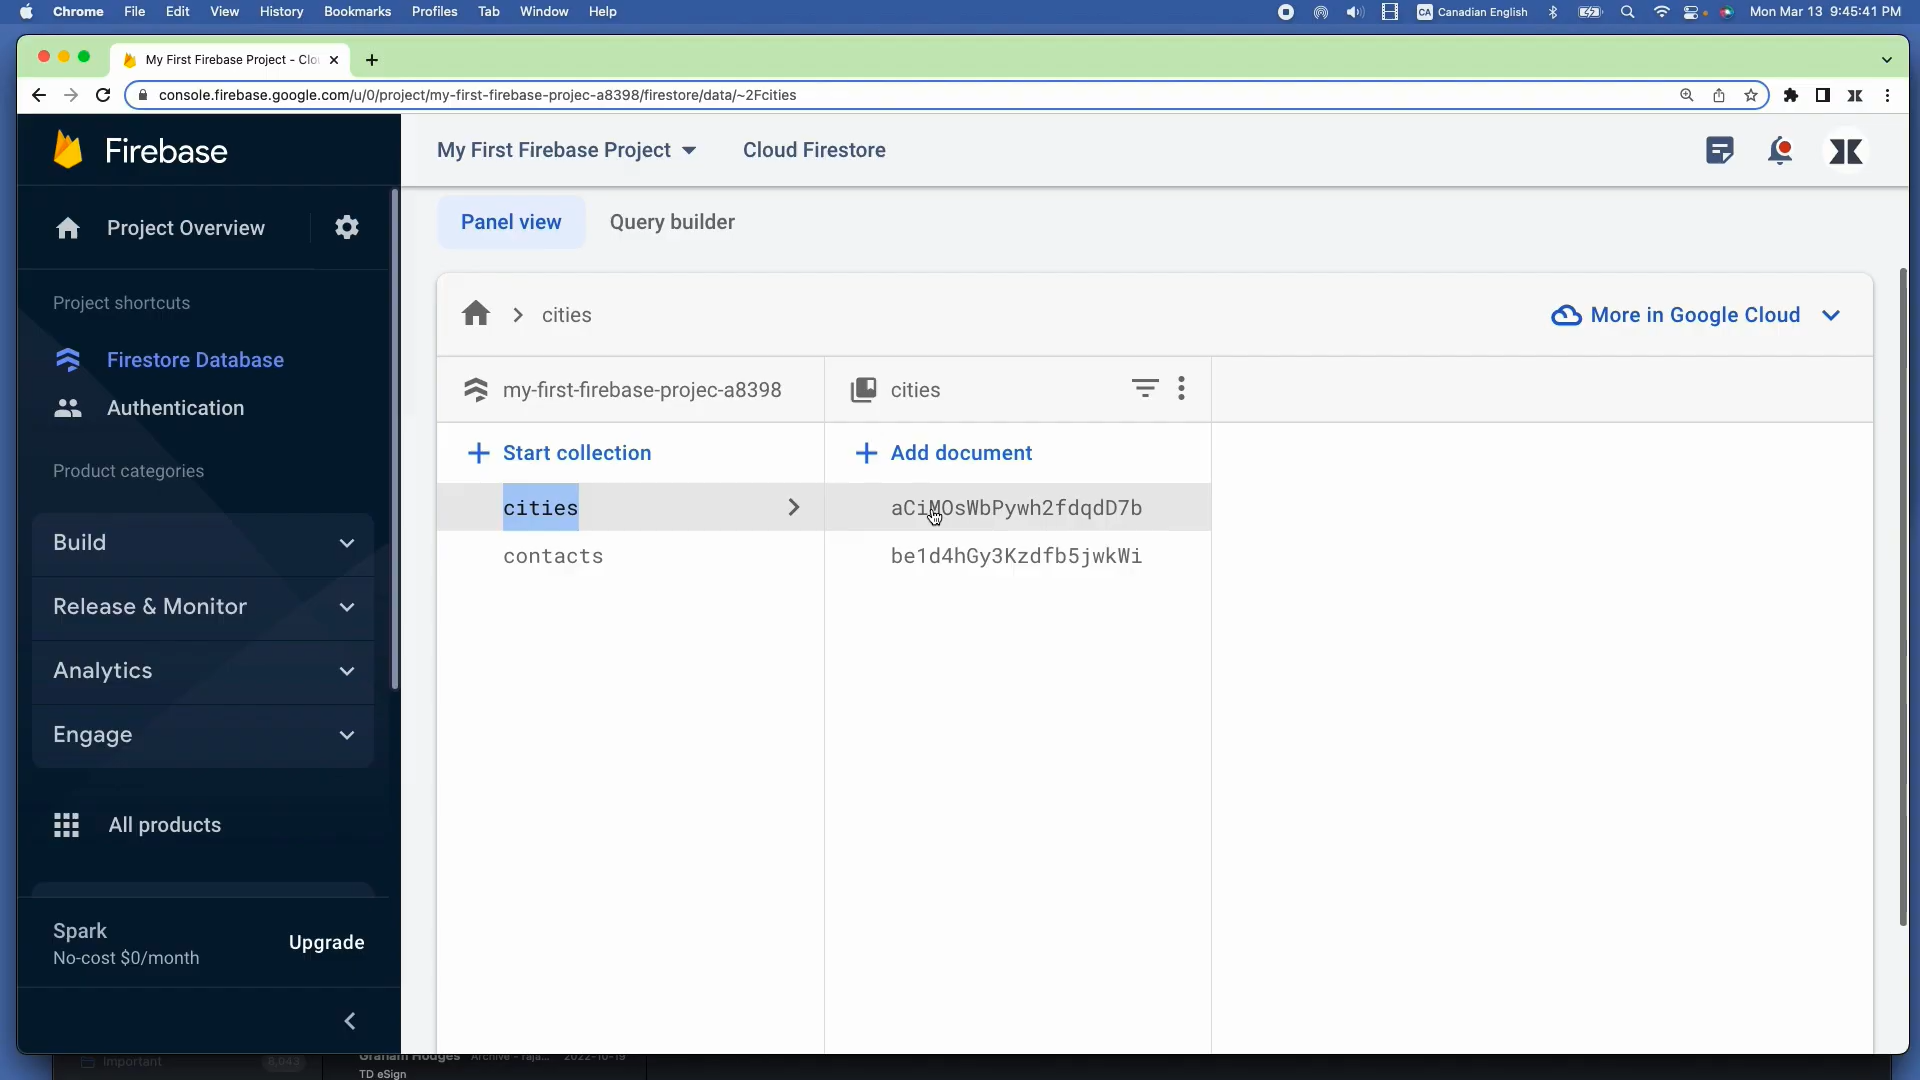 Chrome File Edit View History Bookmarks Profiles Tab Window Help
CA Canadian English
Mon Mar 13 9:45:41 PM
My First Firebase Project - Clo
console.firebase.google.com/u/0/project/my-first-firebase-projec-a8398/firestore/data/~2Fcities
Firebase
My First Firebase Project
Cloud Firestore
Project Overview
Panel view
Query builder
Project shortcuts
cities
More in Google Cloud
Firestore Database
my-first-firebase-projec-a8398
cities
Authentication
Start collection
Add document
Product categories
cities
aCiMOsWbPywh2fdqdD7b
Build
contacts
be1d4hGy3Kzdfb5jwkWi
Release & Monitor
Analytics
Engage
All products
Spark
No-cost $0/month
Upgrade
Important
8,043
Graham Hodges
2022-10-19
TD eSign